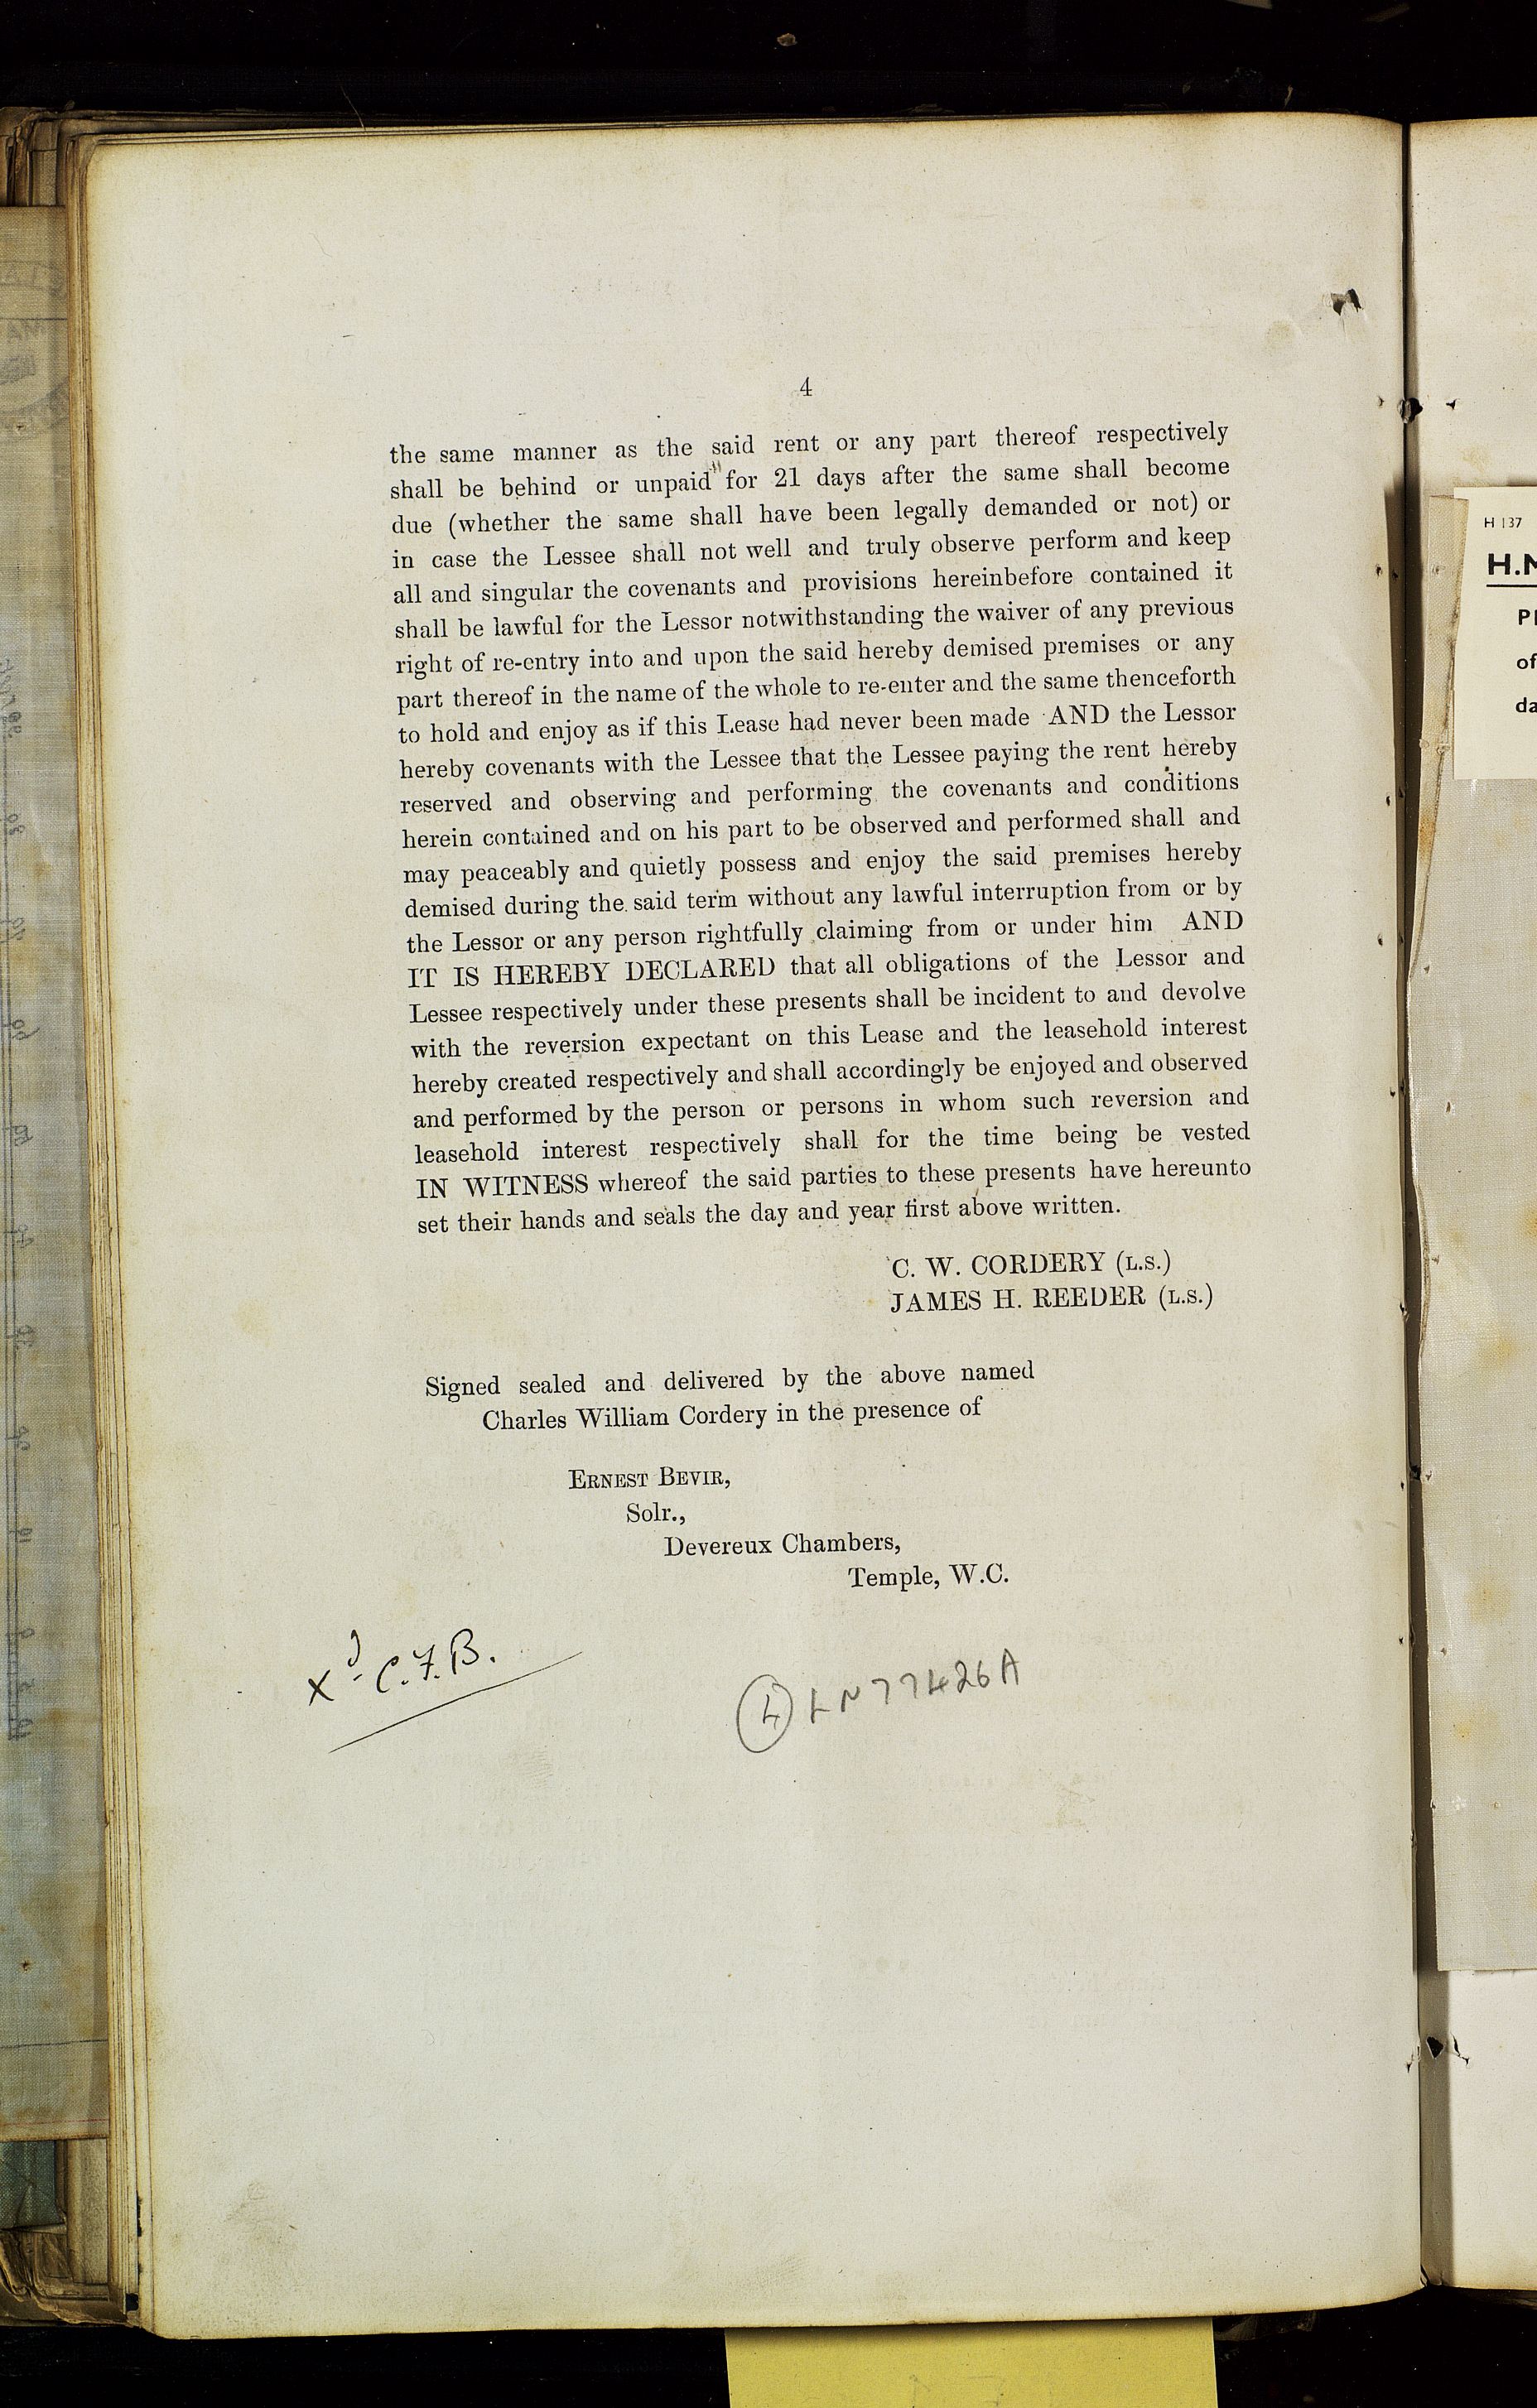 4
the same manner as the said rent or any part thereof respectively
shall be behind or unpaid for 21 days after the same shall become
due (whether the same shall have been legally demanded or not) or
in case the Lessee shall not well and truly observe perform and keep
all and singular the covenants and provisions hereinbefore contained it
shall be lawful for the Lessor notwithstanding the waiver of any previous
right of re-entry into and upon the said hereby demised premises or any
part thereof in the name of the whole to re-enter and the same thenceforth
to hold and enjoy as if this Lease had never been made AND the Lessor
hereby covenants with the Lessee that the Lessee paying the rent hereby
reserved and observing and performing the covenants and conditions
herein contained and on his part to be observed and performed shall and
may peaceably and quietly possess and enjoy the said premises hereby
demised during the said term without any lawful interruption from or by
the Lessor or any person rightfully claiming from or under him AND
IT IS HEREBY DECLARED that all obligations of the Lessor and
Lessee respectively under these presents shall be incident to and devolve
with the reversion expectant on this Lease and the leasehold interest
hereby created respectively and shall accordingly be enjoyed and observed
and performed by the person or persons in whom such reversion and
leasehold interest respectively shall for the time being be vested
IN WITNESS whereof the said parties to these presents have hereunto
set their hands and seals the day and year first above written.
C. W. CORDERY (L.S.)
JAMES H. REEDER (L.S.)
Signed sealed and delivered by the above named
Charles William Cordery in the presence of
ERNEST BEVIR,
Solr.,
Devereux Chambers,
Temple, W.C.
Xd C.F.B.
LN77426A
H 137
H.M
of
da